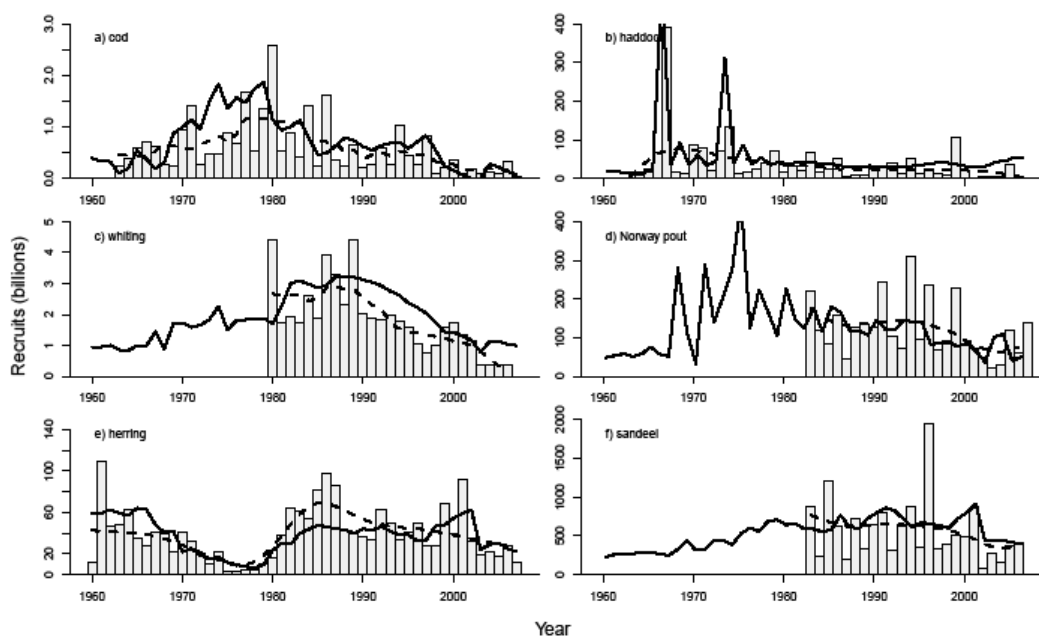 a) cod
0.0 1.0 2.0 3.0
1960 1970 1980 1990 2000
b) haddoc
0 100 200 300 400
1960 1970 1980 1990 2000
c) whiting
0 1 2 3 4 5
1960 1970 1980 1990 2000
d) Norway pout
0 100 200 300 400
1960 1970 1980 1990 2000
e) herring
0 20 60 100 140
1960 1970 1980 1990 2000
f) sandeel
0 500 1000 1500 2000
1960 1970 1980 1990 2000
Recruits (billions)
Year